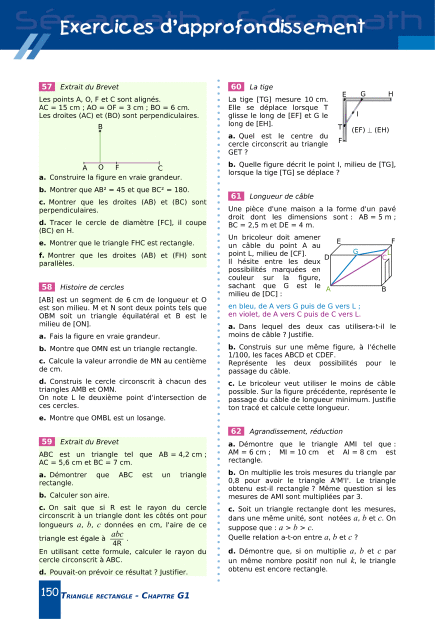 Exercices d'approfondissement
57 Extrait du Brevet
Les points A, O, F et C sont alignés.
AC = 15 cm ; AO = OF = 3 cm ; BO = 6 cm.
Les droites (AC) et (BO) sont perpendiculaires.
B
A O F C
a. Construire la figure en vraie grandeur.
b. Montrer que AB² = 45 et que BC² = 180.
c. Montrer que les droites (AB) et (BC) sont
perpendiculaires.
d. Tracer le cercle de diamètre [FC], il coupe
(BC) en H.
e. Montrer que le triangle FHC est rectangle.
f. Montrer que les droites (AB) et (FH) sont
parallèles.
58 Histoire de cercles
[AB] est un segment de 6 cm de longueur et O
est son milieu. M et N sont deux points tels que
OBM soit un triangle équilatéral et B est le
milieu de [ON].
a. Fais la figure en vraie grandeur.
b. Montre que OMN est un triangle rectangle.
c. Calcule la valeur arrondie de MN au centième
de cm.
d. Construis le cercle circonscrit à chacun des
triangles AMB et OMN.
On note L le deuxième point d'intersection de
ces cercles.
e. Montre que OMBL est un losange.
59 Extrait du Brevet
ABC est un triangle tel que AB = 4,2 cm ;
AC = 5,6 cm et BC = 7 cm.
a. Démontrer que ABC est un triangle
rectangle.
b. Calculer son aire.
c. On sait que si R est le rayon du cercle
circonscrit à un triangle dont les côtés ont pour
longueurs a, b, c données en cm, l'aire de ce
triangle est égale à abc/4R .
En utilisant cette formule, calculer le rayon du
cercle circonscrit à ABC.
d. Pouvait-on prévoir ce résultat ? Justifier.
60 La tige
La tige [TG] mesure 10 cm.
Elle se déplace lorsque T
glisse le long de [EF] et G le
long de [EH].
a. Quel est le centre du
cercle circonscrit au triangle
GET ?
E G H
I
T
(EF) ⊥ (EH)
F
b. Quelle figure décrit le point I, milieu de [TG],
lorsque la tige [TG] se déplace ?
61 Longueur de câble
Une pièce d'une maison a la forme d'un pavé
droit dont les dimensions sont : AB = 5 m ;
BC = 2,5 m et DE = 4 m.
Un bricoleur doit amener
un câble du point A au
point L, milieu de [CF].
Il hésite entre les deux
possibilités marquées en
couleur sur la figure,
sachant que G est le
milieu de [DC] :
E F
G L
D
A B
en bleu, de A vers G puis de G vers L ;
en violet, de A vers C puis de C vers L.
a. Dans lequel des deux cas utilisera-t-il le
moins de câble ? Justifie.
b. Construis sur une même figure, à l'échelle
1/100, les faces ABCD et CDEF.
Représente les deux possibilités pour le
passage du câble.
c. Le bricoleur veut utiliser le moins de câble
possible. Sur la figure précédente, représente le
passage du câble de longueur minimum. Justifie
ton tracé et calcule cette longueur.
62 Agrandissement, réduction
a. Démontre que le triangle AMI tel que :
AM = 6 cm ; MI = 10 cm et AI = 8 cm est
rectangle.
b. On multiplie les trois mesures du triangle par
0,8 pour avoir le triangle A'M'I'. Le triangle
obtenu est-il rectangle ? Même question si les
mesures de AMI sont multipliées par 3.
c. Soit un triangle rectangle dont les mesures,
dans une même unité, sont notées a, b et c. On
suppose que : a > b > c.
Quelle relation a-t-on entre a, b et c ?
d. Démontre que, si on multiplie a, b et c par
un même nombre positif non nul k, le triangle
obtenu est encore rectangle.
150 TRIANGLE RECTANGLE - CHAPITRE G1